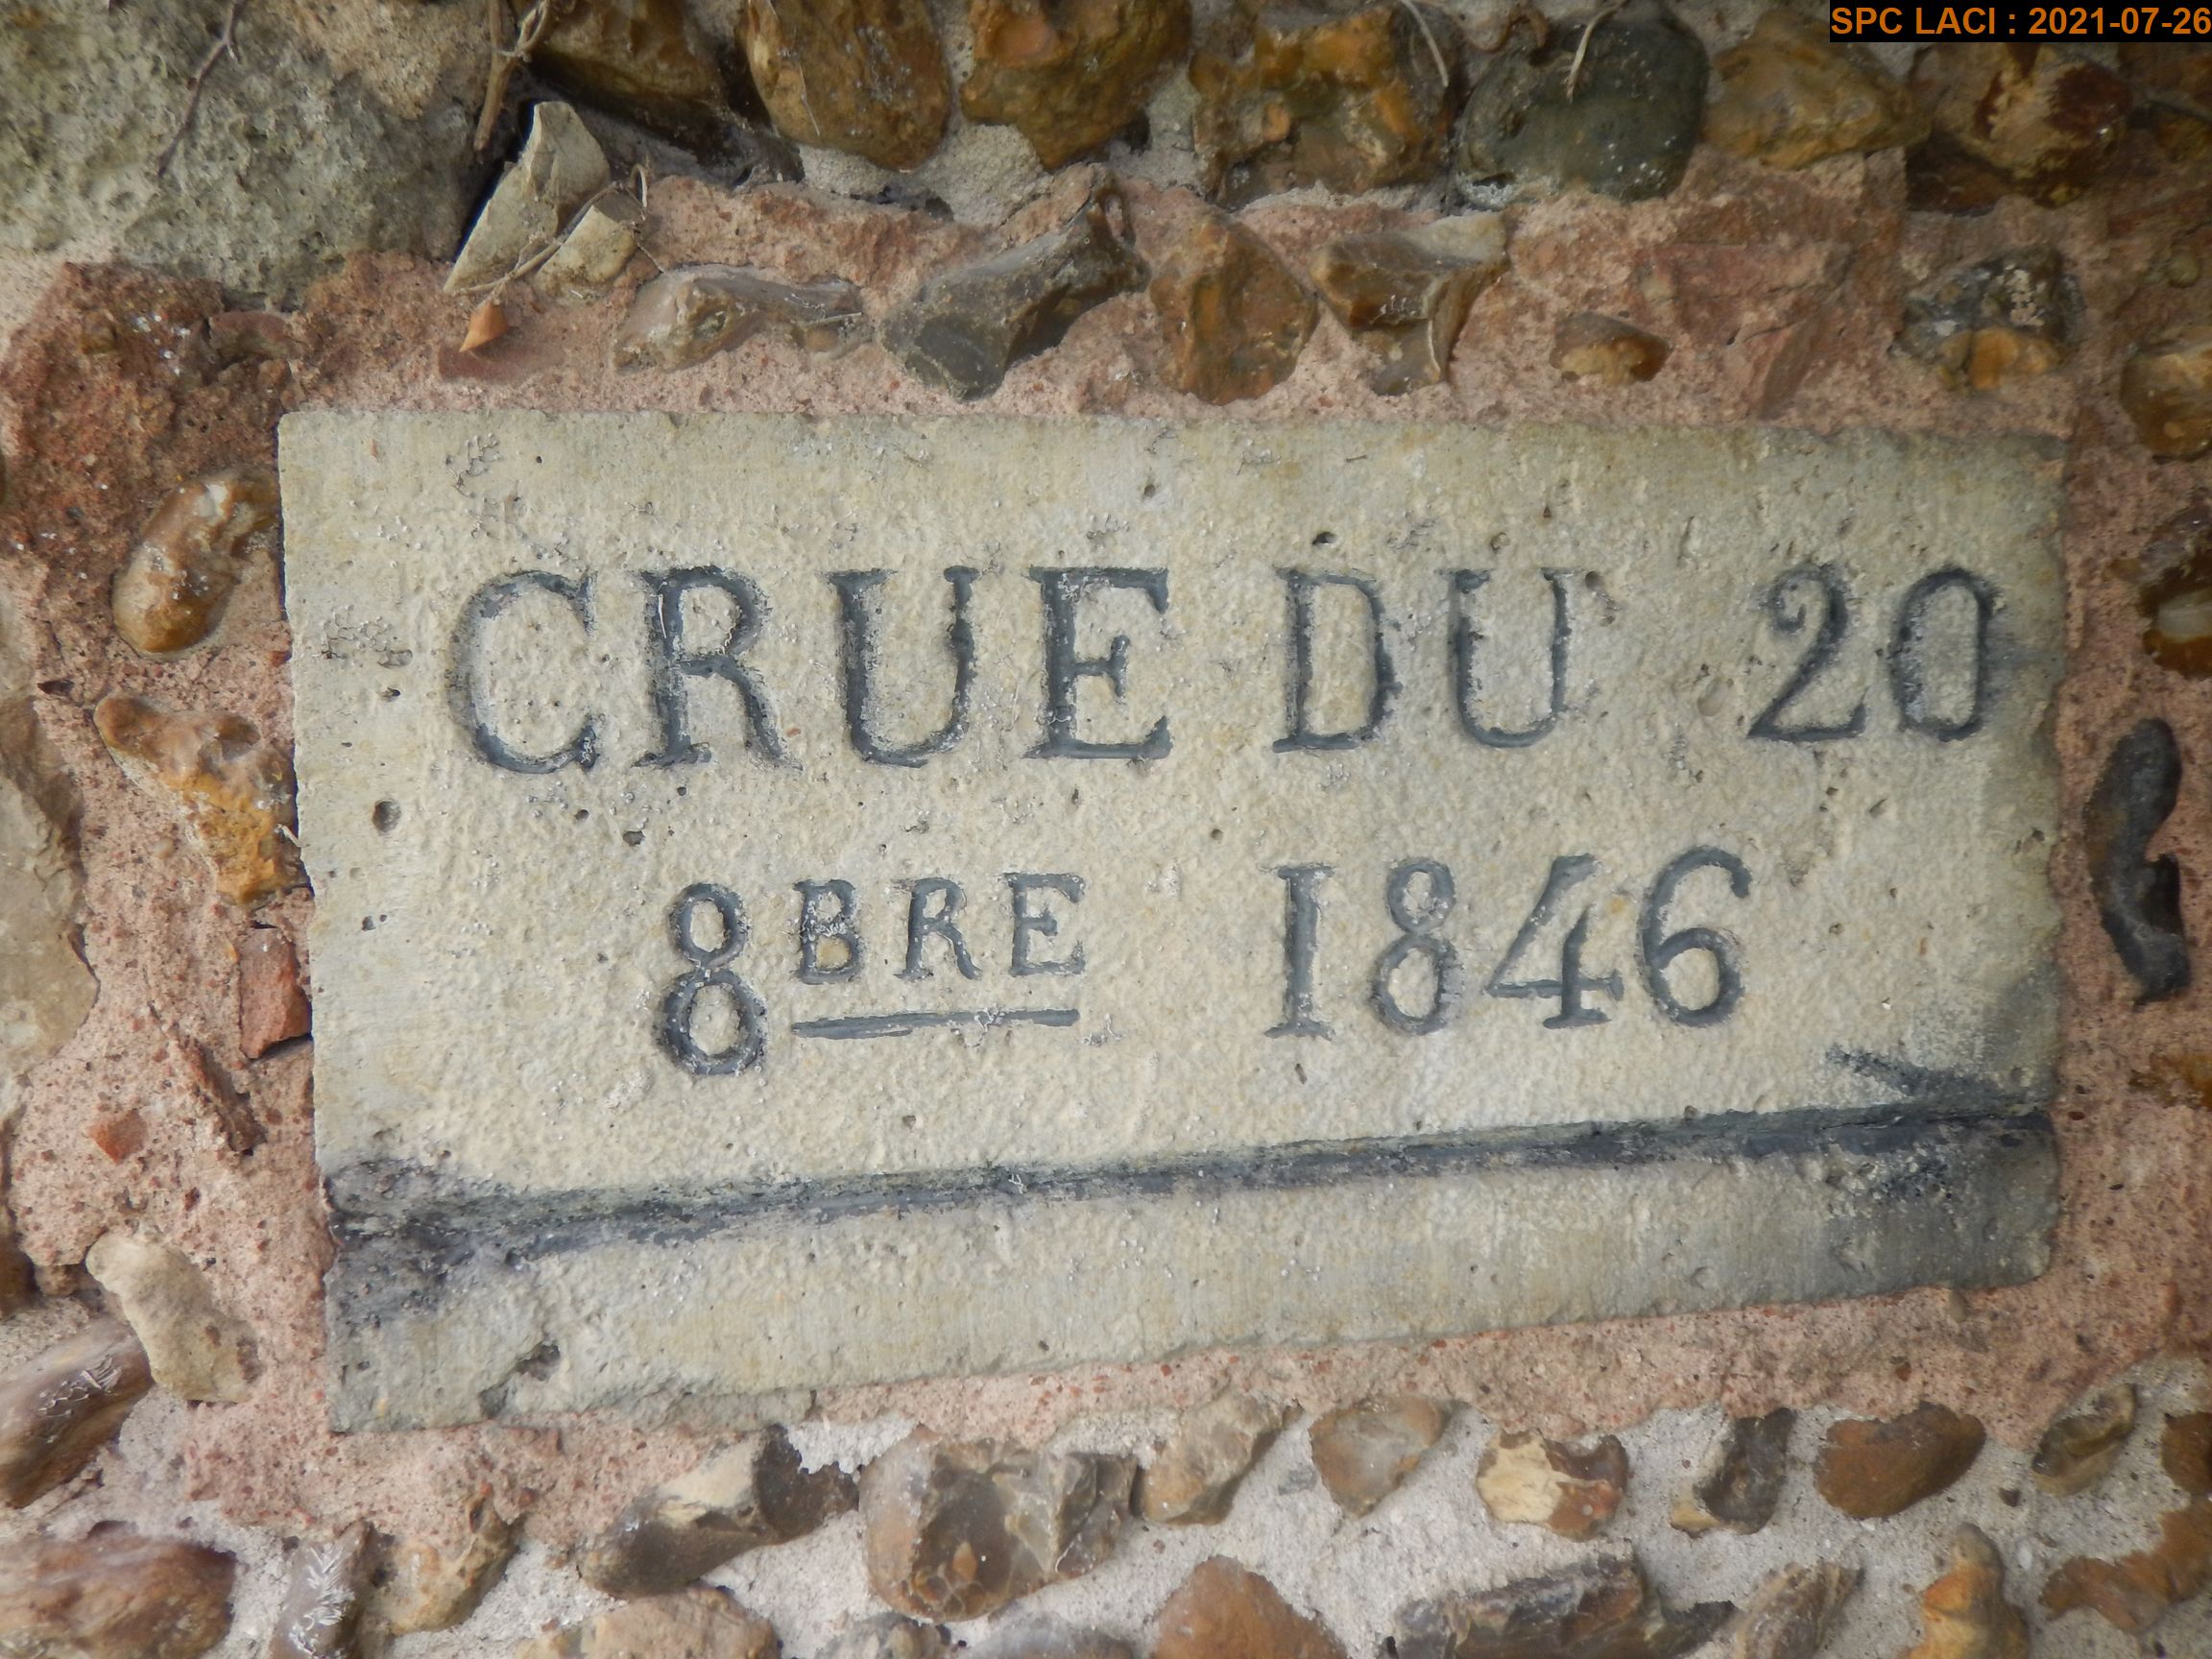 SPC LACI : 2021-07-26
CRUE DU 20
8BRE 1846